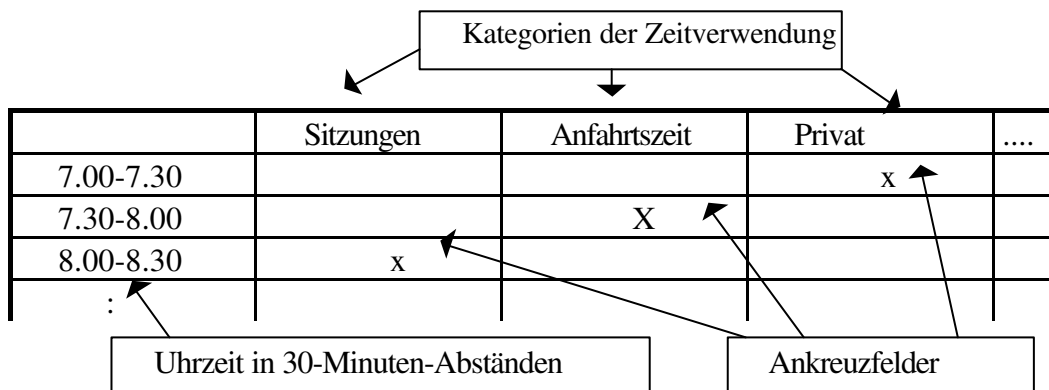 Kategorien der Zeitverwendung
Sitzungen Anfahrtszeit Privat ....
7.00-7.30 x
7.30-8.00 X
8.00-8.30 x
:
Uhrzeit in 30-Minuten-Abständen Ankreuzfelder